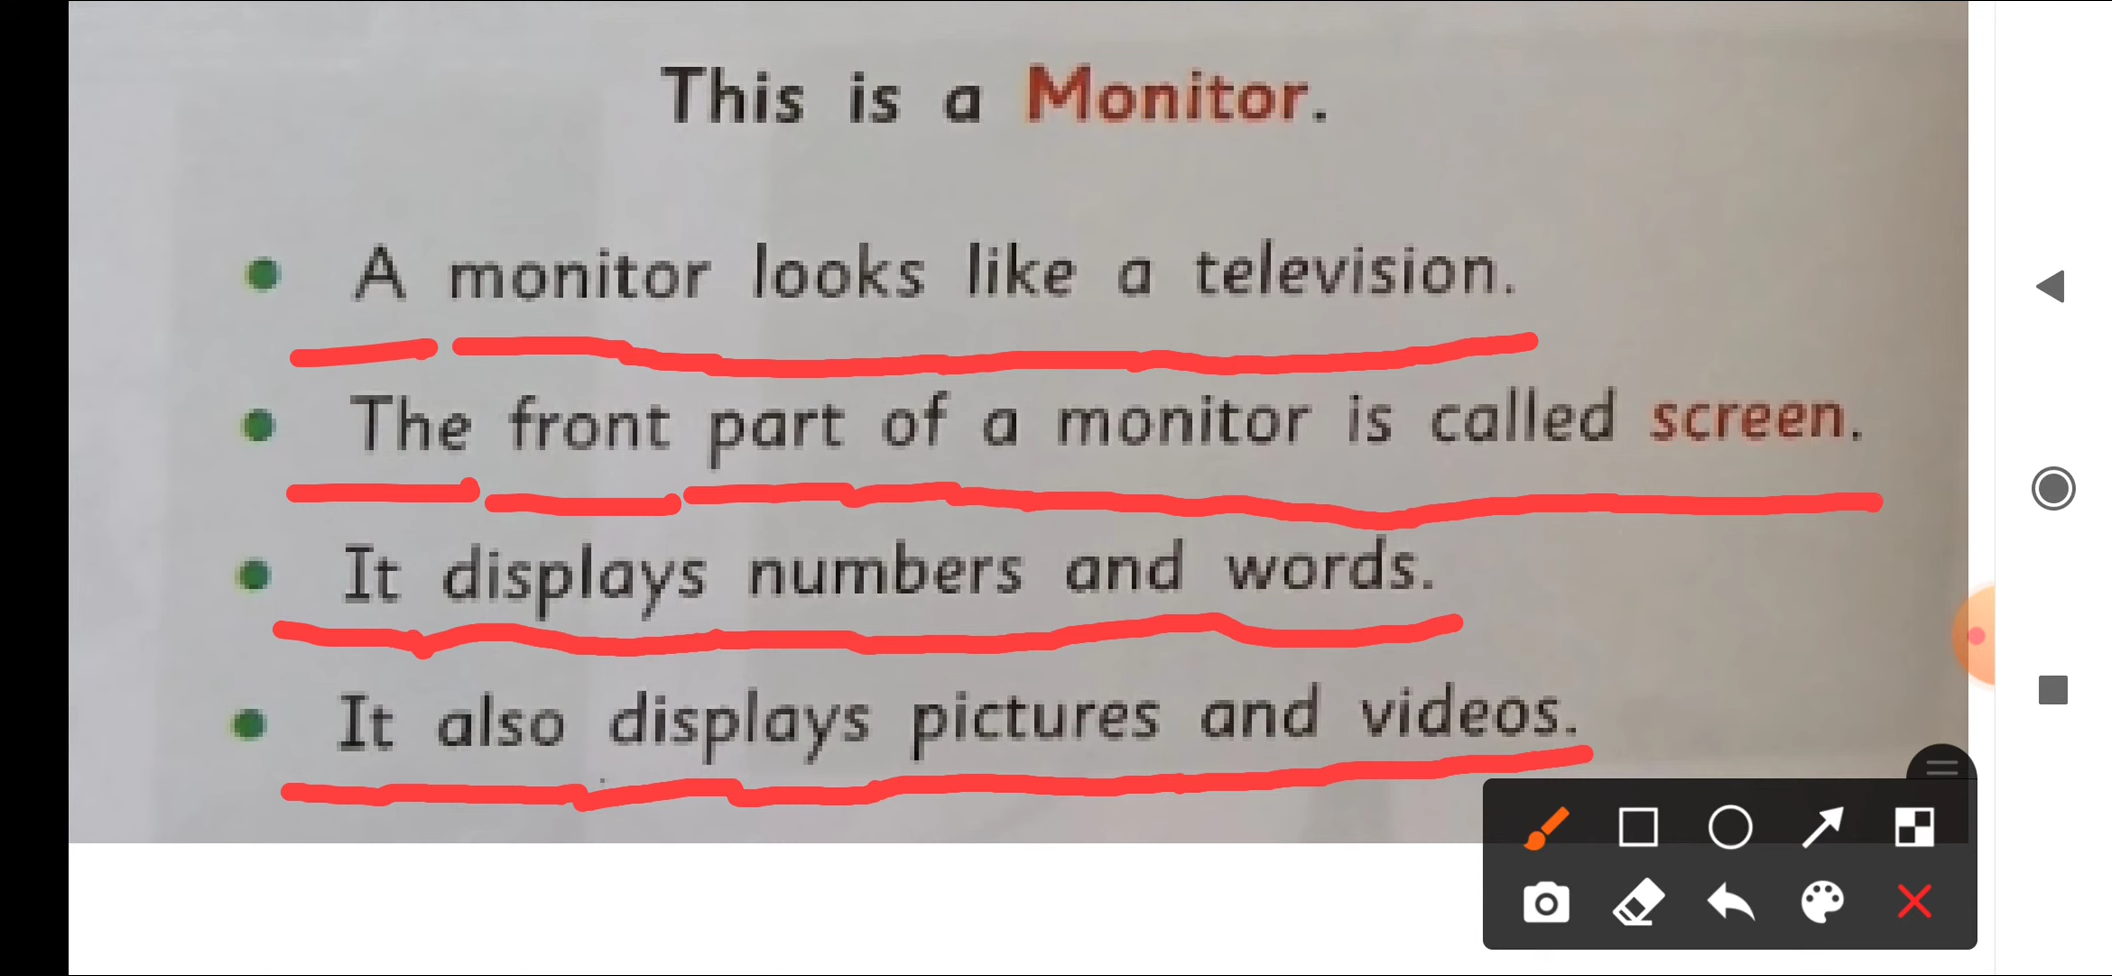 This is a Monitor.
A monitor looks like a television.
The front part of a monitor is called screen.
It displays numbers and words.
It also displays pictures and videos.